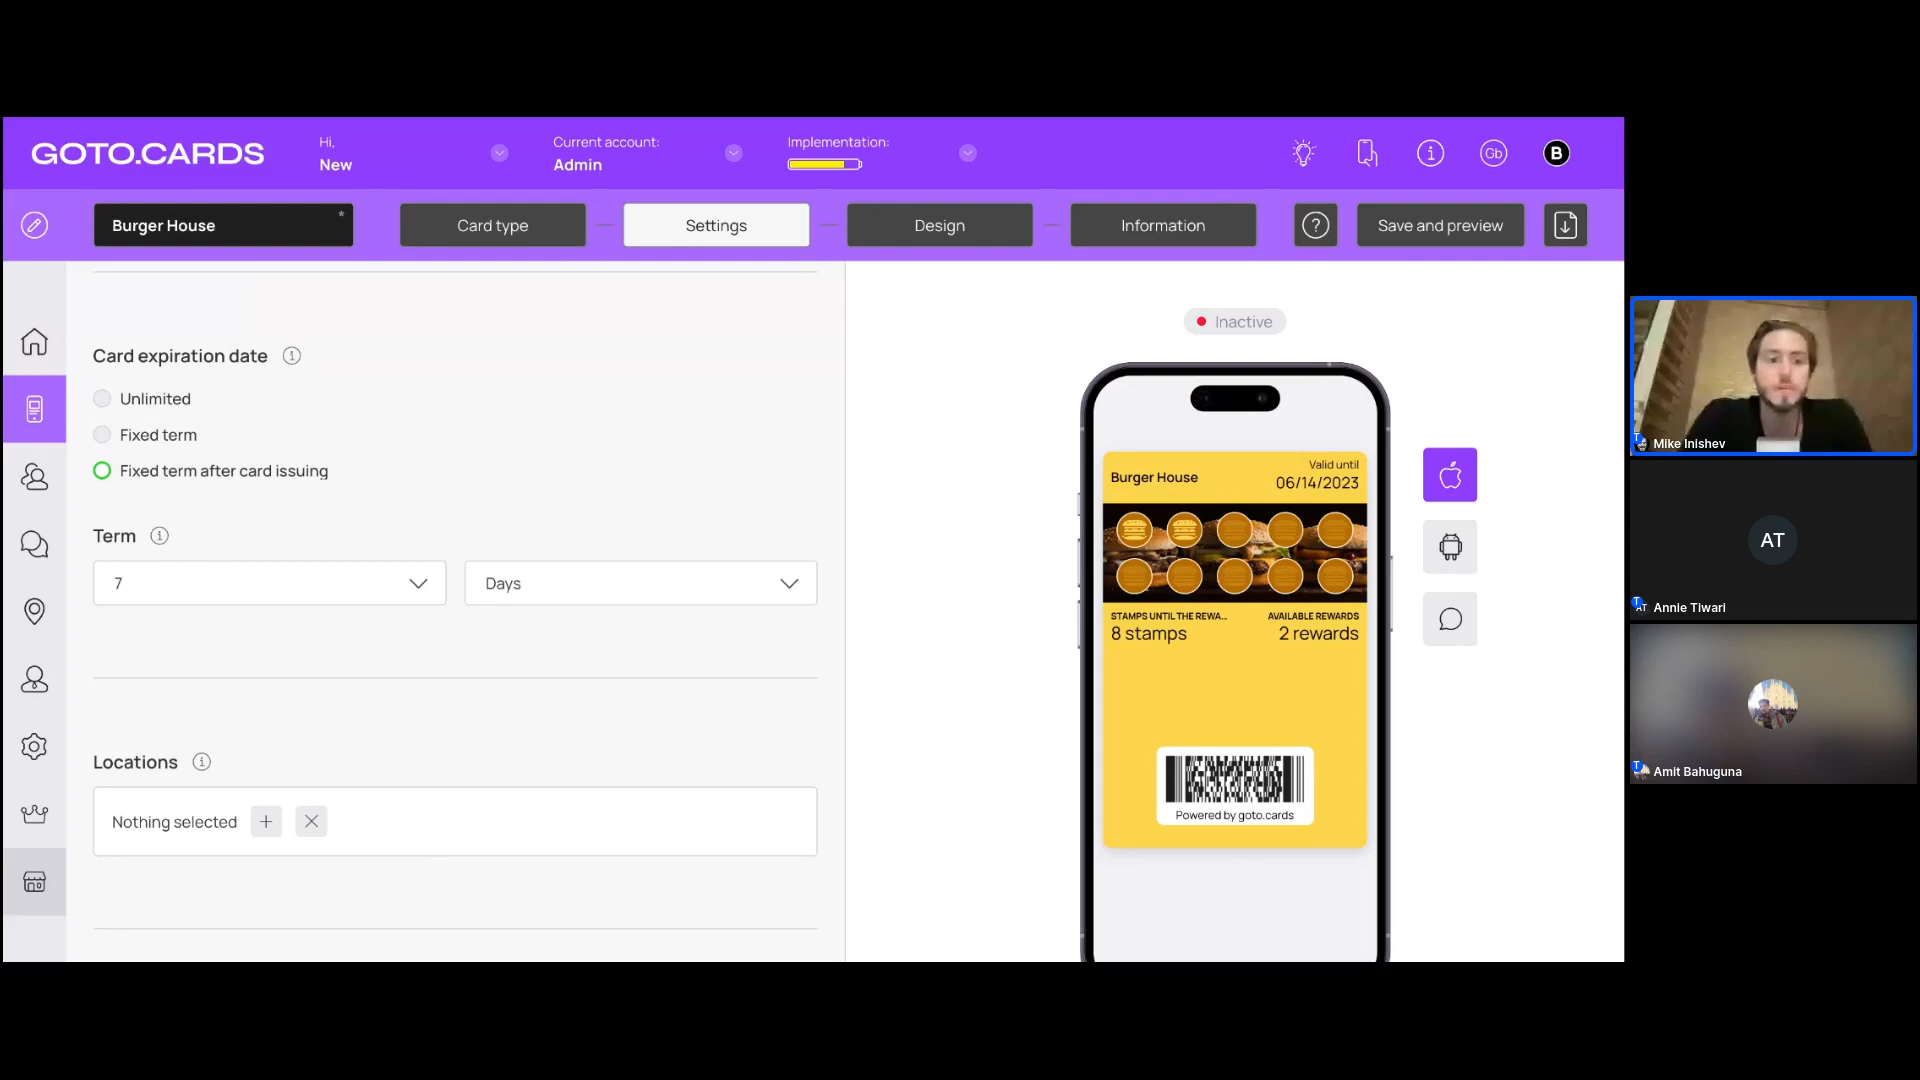 GOTO.CARDS
Hi,
New
Current account:
Admin
Implementation:
Gb
B
Burger House *
Card type
Settings
Design
Information
?
Save and preview
Card expiration date
Unlimited
Fixed term
Fixed term after card issuing
Term
7
Days
Locations
Nothing selected
Inactive
Burger House
Valid until
06/14/2023
STAMPS UNTIL THE REWA...
AVAILABLE REWARDS
8 stamps
2 rewards
Powered by goto.cards
Mike Inishev
AT
Annie Tiwari
Amit Bahuguna